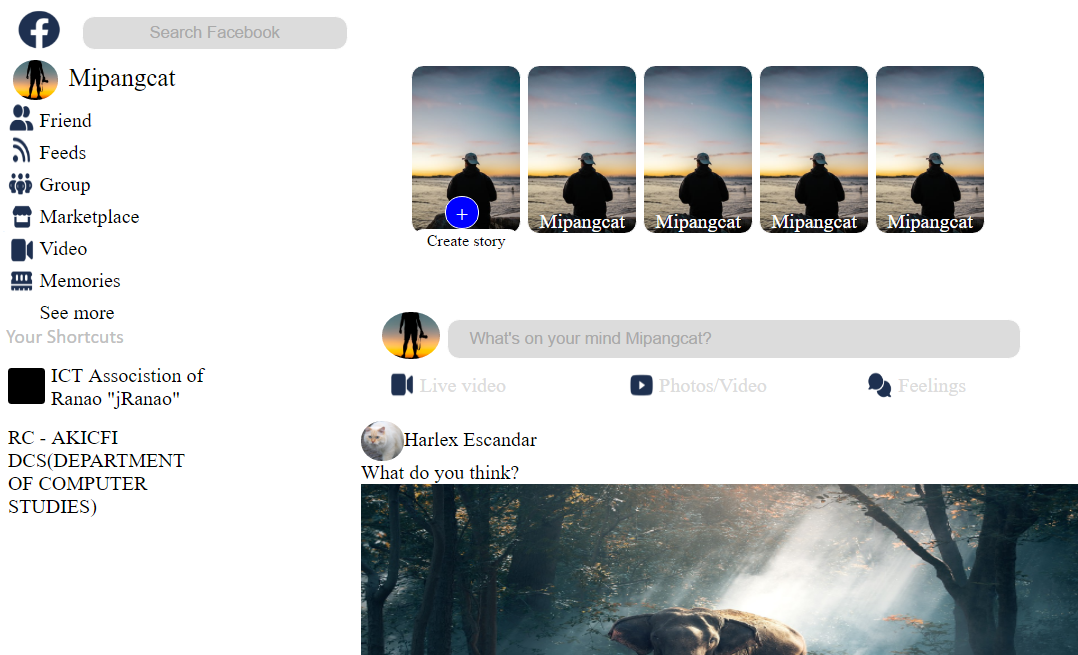 Search Facebook
Mipangcat
Friend
Feeds
Group
Marketplace
Video
Memories
See more
Your Shortcuts
ICT Associstion of
Ranao "jRanao"
RC - AKICFI
DCS(DEPARTMENT
OF COMPUTER
STUDIES)
+
Create story
Mipangcat
Mipangcat
Mipangcat
Mipangcat
What's on your mind Mipangcat?
Live video
Photos/Video
Feelings
Harlex Escandar
What do you think?